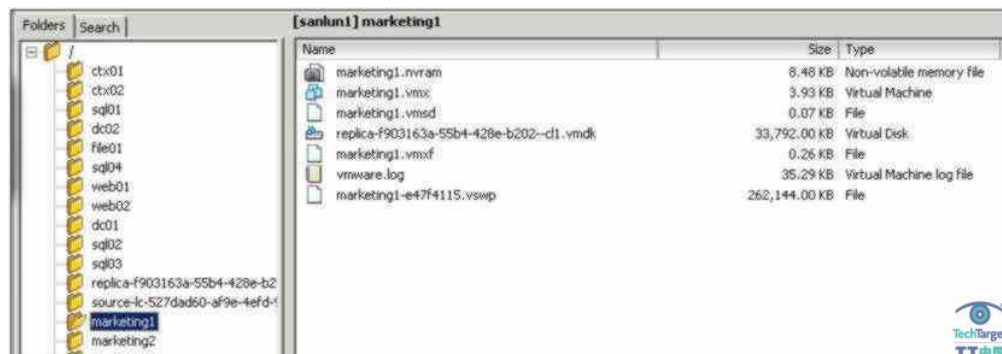 Folders Search
[sanlun1] marketing1
/
ctx01
ctx02
sql01
dc02
file01
sql04
web01
web02
dc01
sql02
sql03
replica-f903163a-55b4-428e-b2
source-lc-527dad60-af9e-4efd-
marketing1
marketing2
Name Size Type
marketing1.nvram 8.48 KB Non-volatile memory file
marketing1.vmx 3.93 KB Virtual Machine
marketing1.vmsd 0.07 KB File
replica-f903163a-55b4-428e-b202--cl1.vmdk 33,792.00 KB Virtual Disk
marketing1.vmxf 0.26 KB File
vmware.log 35.29 KB Virtual Machine log file
marketing1-e47f4115.vswp 262,144.00 KB File
TechTarge